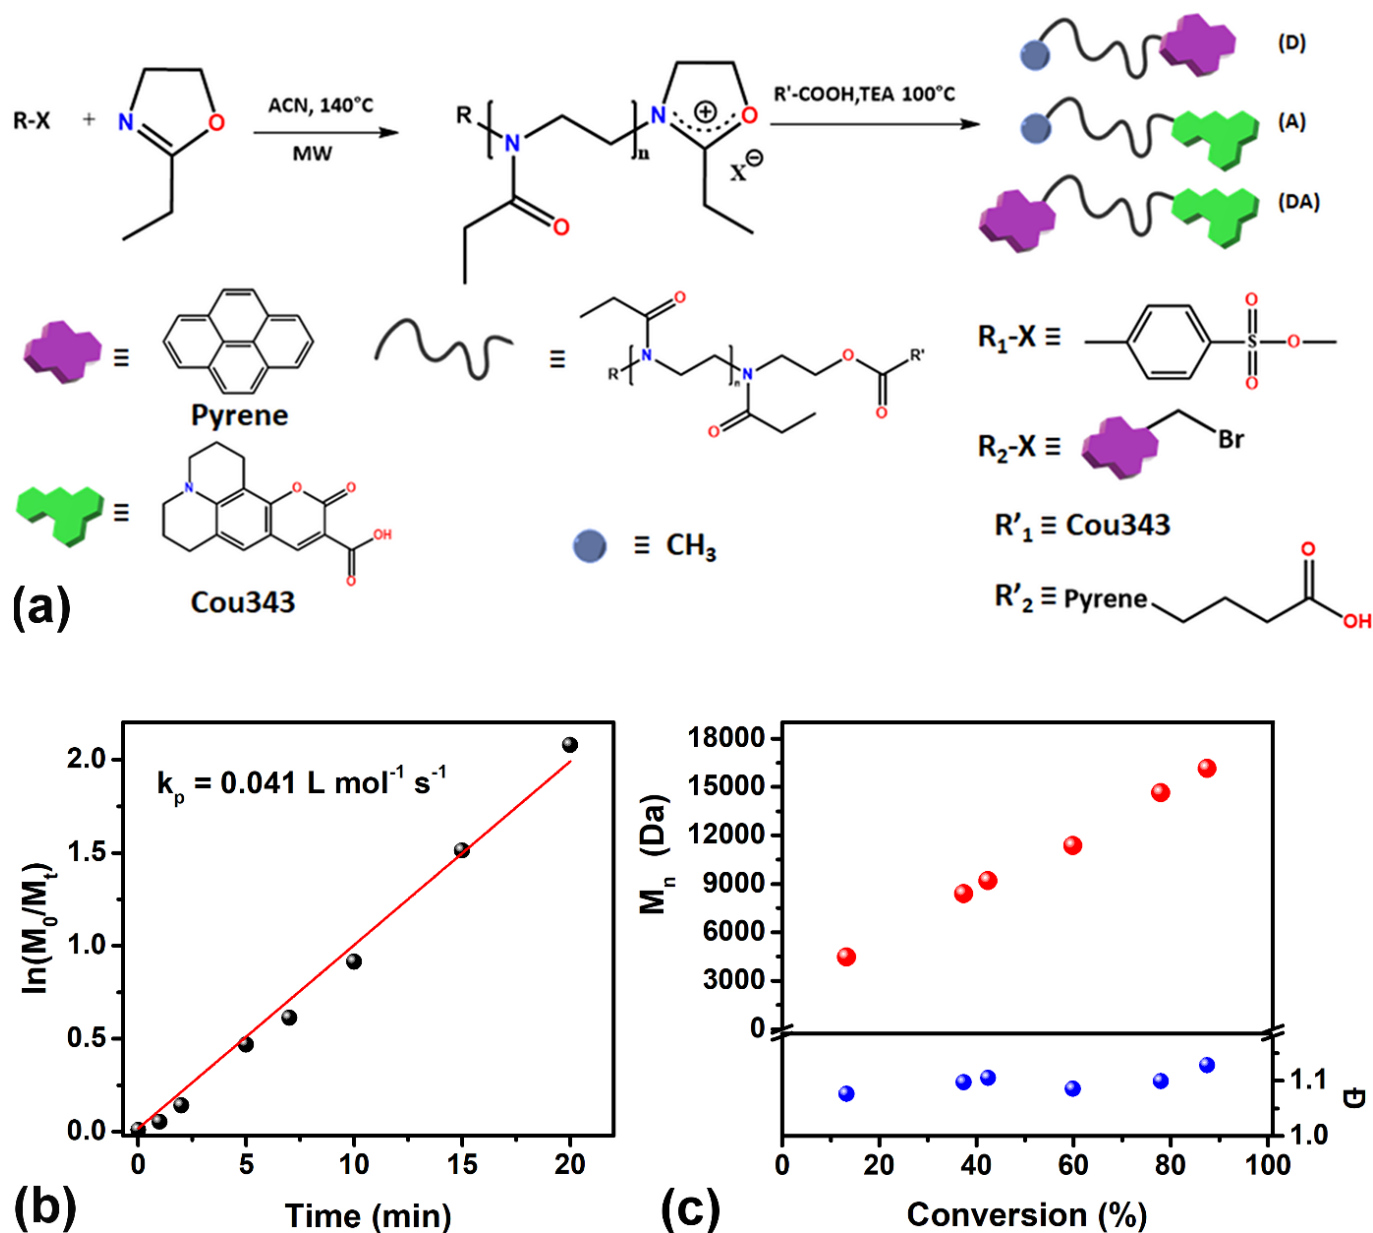 R-X + N O
ACN, 140°C
MW
R N n N O X⊖
O
R'-COOH,TEA 100°C
(D)
(A)
(DA)
≡ Pyrene
≡ R N O n N O O R' O
R₁-X ≡ O S O O
R₂-X ≡ Br
≡ N O O OH O
Cou343
≡ CH₃
R'₁ ≡ Cou343
R'₂ ≡ Pyrene O OH
(a)
kₚ = 0.041 L mol⁻¹ s⁻¹
ln(M₀/Mₜ)
2.0
1.5
1.0
0.5
0.0
0 5 10 15 20
Time (min)
(b)
Mₙ (Da)
18000
15000
12000
9000
6000
3000
0
1.1
1.0
Đ
0 20 40 60 80 100
Conversion (%)
(c)